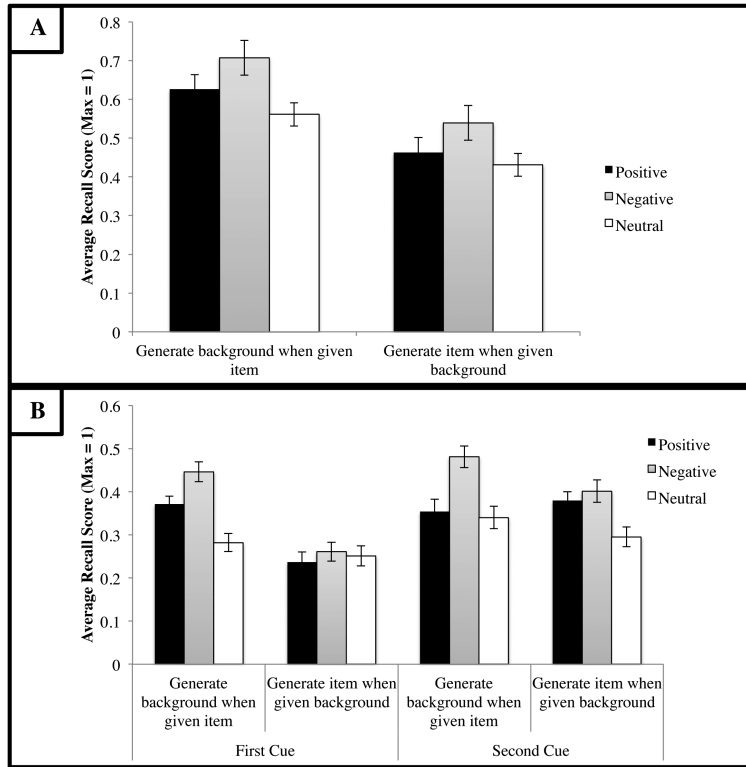 A
Average Recall Score (Max = 1)
0.8
0.7
0.6
0.5
0.4
0.3
0.2
0.1
0
Generate background when given
item
Generate item when given
background
Positive
Negative
Neutral
B
Average Recall Score (Max = 1)
0.6
0.5
0.4
0.3
0.2
0.1
0
Generate
background when
given item
Generate item when
given background
Generate
background when
given item
Generate item when
given background
First Cue
Second Cue
Positive
Negative
Neutral